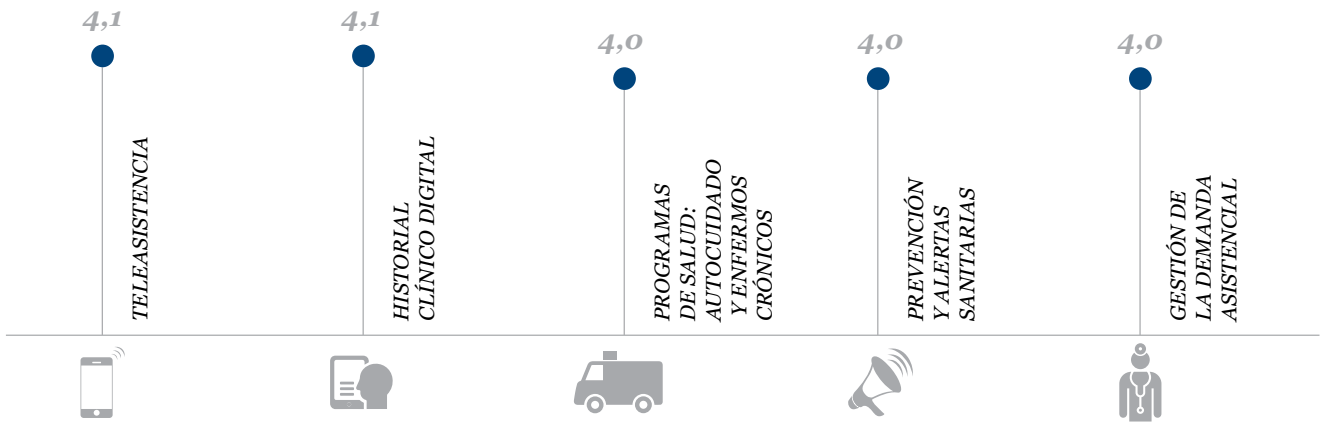 4,1
TELEASISTENCIA
4,1
HISTORIAL
CLÍNICO DIGITAL
4,0
PROGRAMAS
DE SALUD:
AUTOCUIDADO
Y ENFERMOS
CRÓNICOS
4,0
PREVENCIÓN
Y ALERTAS
SANITARIAS
4,0
GESTIÓN DE
LA DEMANDA
ASISTENCIAL